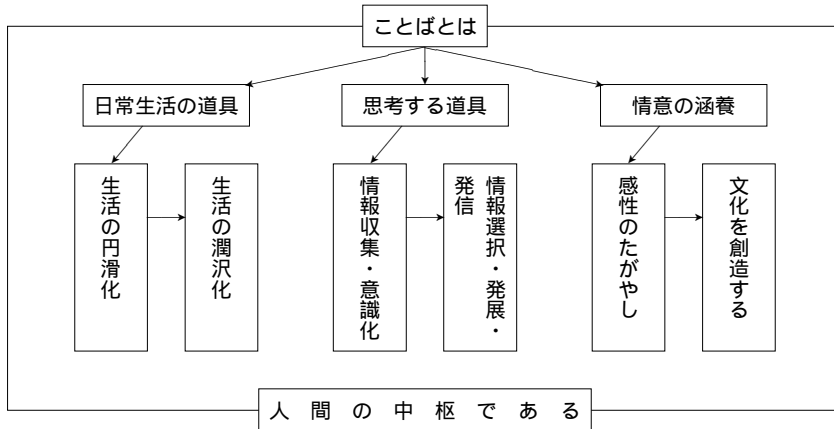 ことばとは
日常生活の道具
思考する道具
情意の涵養
生活の円滑化
生活の潤沢化
情報収集・意識化
情報選択・発展・
発信
感性のたがやし
文化を創造する
人間の中枢である